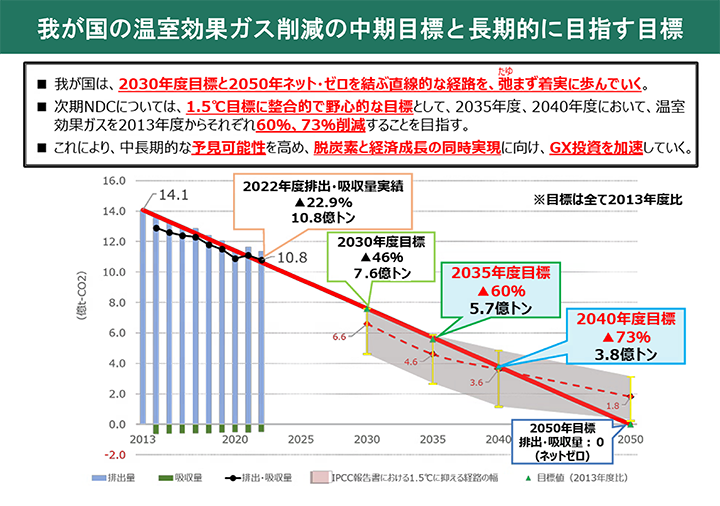 我が国の温室効果ガス削減の中期目標と長期的に目指す目標
■ 我が国は、2030年度目標と2050年ネット・ゼロを結ぶ直線的な経路を、弛まず着実に歩んでいく。
たゆ
■ 次期NDCについては、1.5℃目標に整合的で野心的な目標として、2035年度、2040年度において、温室
効果ガスを2013年度からそれぞれ60%、73%削減することを目指す。
■ これにより、中長期的な予見可能性を高め、脱炭素と経済成長の同時実現に向け、GX投資を加速していく。
※目標は全て2013年度比
(億t-CO2)
16.0
14.0
12.0
10.0
8.0
6.0
4.0
2.0
0.0
-2.0
14.1
2022年度排出・吸収量実績
▲22.9%
10.8億トン
10.8
2030年度目標
▲46%
7.6億トン
2035年度目標
▲60%
5.7億トン
2040年度目標
▲73%
3.8億トン
6.6
4.6
3.6
1.8
2050年目標
排出・吸収量：0
(ネットゼロ)
2013
2020
2030
2035
2040
2050
排出量
吸収量
排出・吸収量
IPCC報告書における1.5℃に抑える経路の幅
目標値（2013年度比）